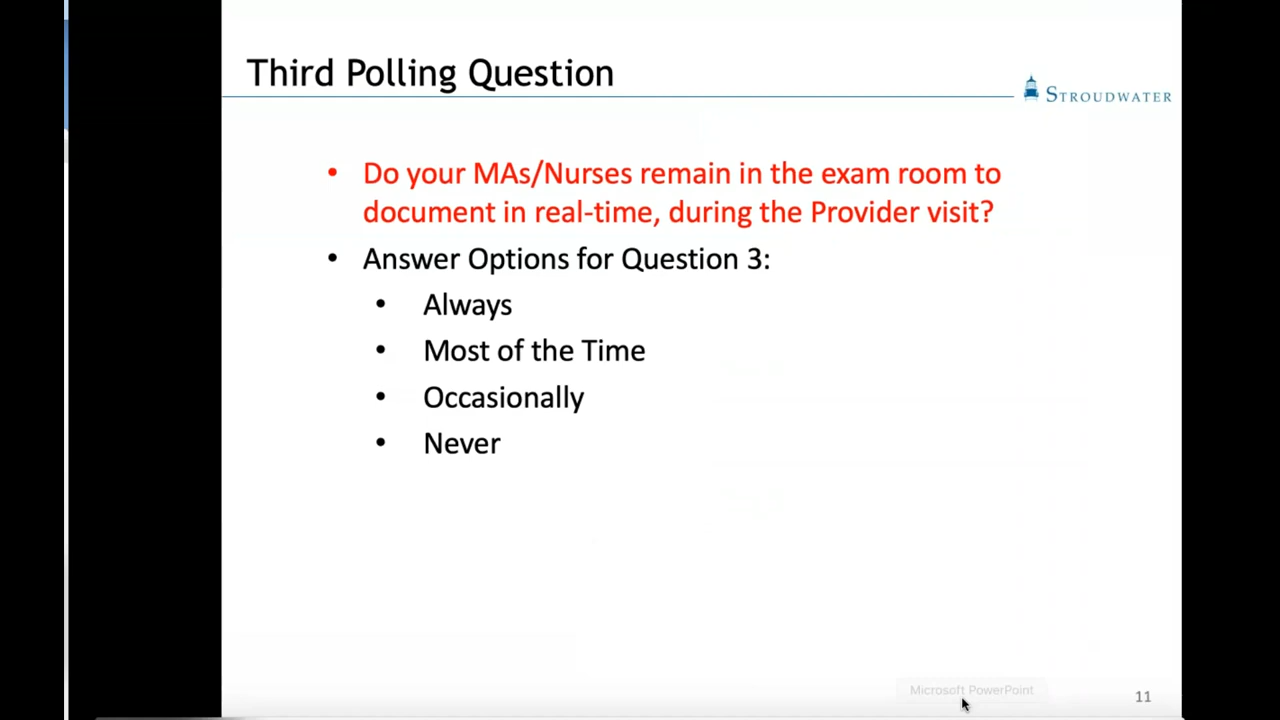 Third Polling Question
STROUDWATER
• Do your MAs/Nurses remain in the exam room to
document in real-time, during the Provider visit?
• Answer Options for Question 3:
• Always
• Most of the Time
• Occasionally
• Never
Microsoft PowerPoint
11